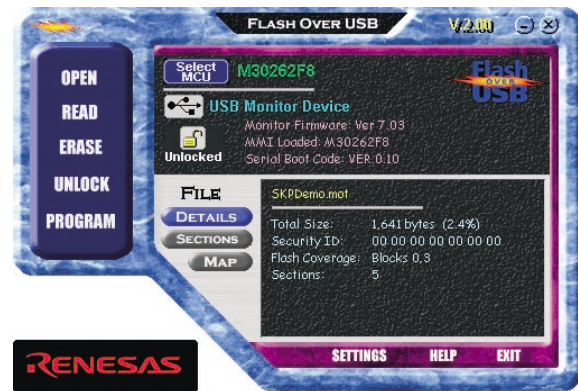 FLASH OVER USB
V.2.00
OPEN
READ
ERASE
UNLOCK
PROGRAM
Select MCU
M30262F8
Flash OVER USB
USB Monitor Device
Monitor Firmware: Ver 7.03
MMI Loaded: M30262F8
Serial Boot Code: VER.0.10
Unlocked
FILE
DETAILS
SECTIONS
MAP
SKPDemo.mot
Total Size: 1,641 bytes (2.4%)
Security ID: 00 00 00 00 00 00 00
Flash Coverage: Blocks 0,3
Sections: 5
SETTINGS HELP EXIT
RENESAS